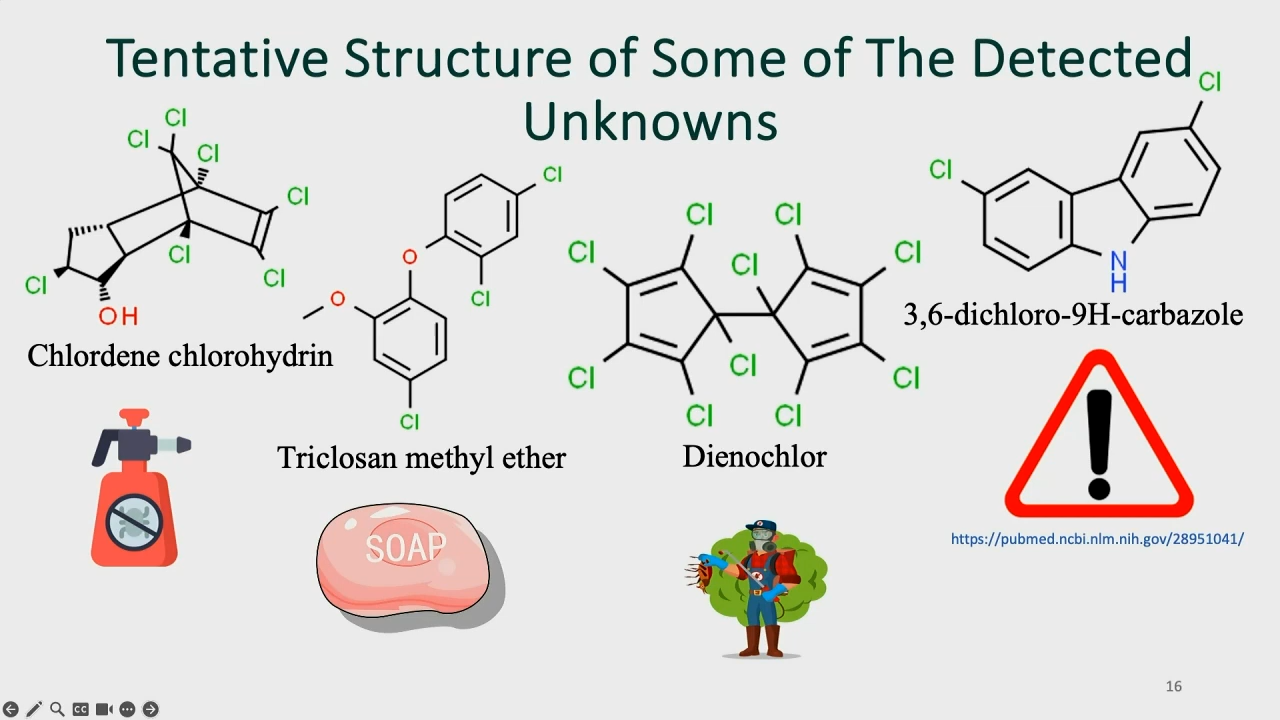 Tentative Structure of Some of The Detected
Unknowns
Cl
Cl
Cl
Cl
Cl
Cl
Cl
OH
Chlordene chlorohydrin
Cl
Cl
O
O
Cl
Triclosan methyl ether
SOAP
Cl
Cl
Cl
Cl
Cl
Cl
Cl
Cl
Cl
Cl
Dienochlor
Cl
Cl
N
H
3,6-dichloro-9H-carbazole
https://pubmed.ncbi.nlm.nih.gov/28951041/
16
CC